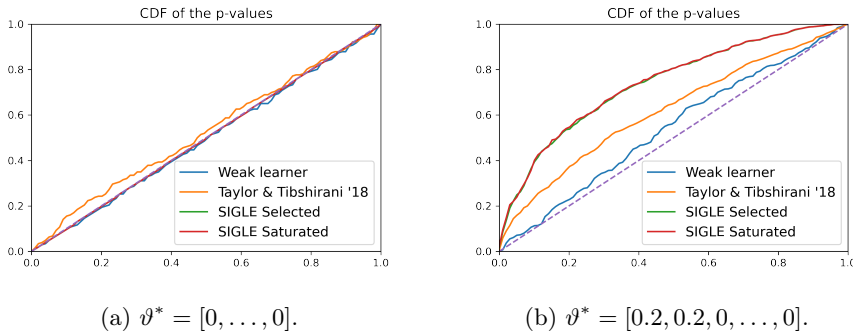 CDF of the p-values
1.0
0.8
0.6
0.4
0.2
0.0
0.0 0.2 0.4 0.6 0.8 1.0
Weak learner
Taylor & Tibshirani '18
SIGLE Selected
SIGLE Saturated
(a) ϑ* = [0, . . . , 0].
CDF of the p-values
1.0
0.8
0.6
0.4
0.2
0.0
0.0 0.2 0.4 0.6 0.8 1.0
Weak learner
Taylor & Tibshirani '18
SIGLE Selected
SIGLE Saturated
(b) ϑ* = [0.2, 0.2, 0, . . . , 0].